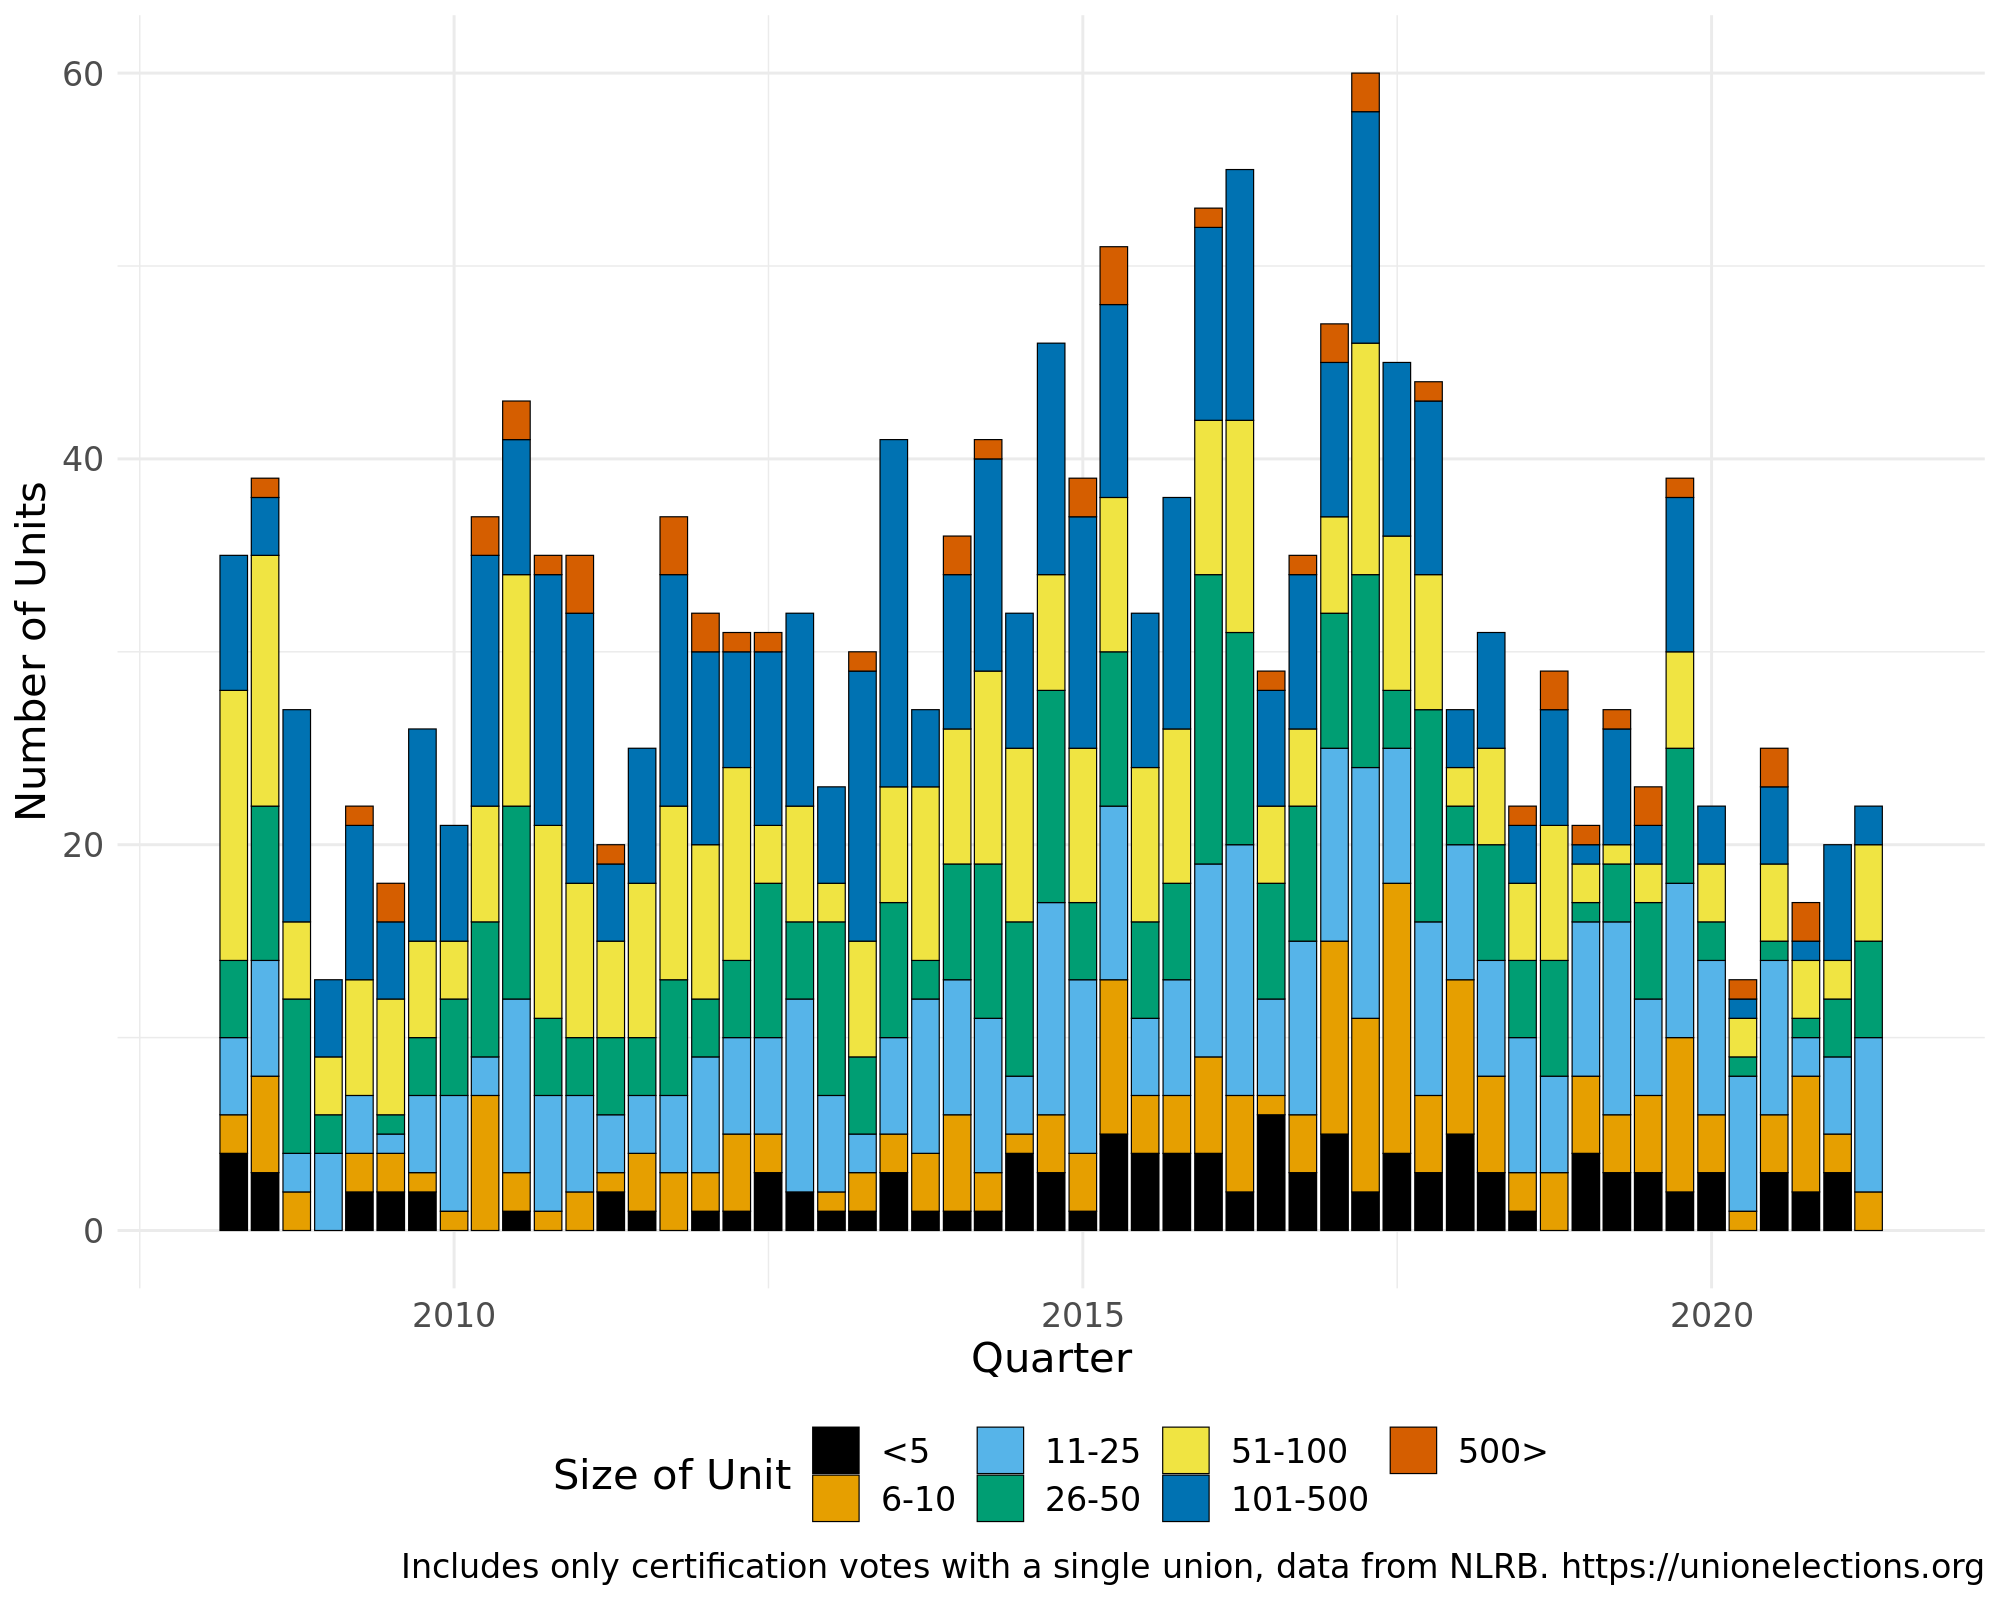 60
40
20
0
Number of Units
2010 2015 2020
Quarter
Size of Unit
<5 11-25 51-100 500>
6-10 26-50 101-500
Includes only certification votes with a single union, data from NLRB. https://unionelections.org